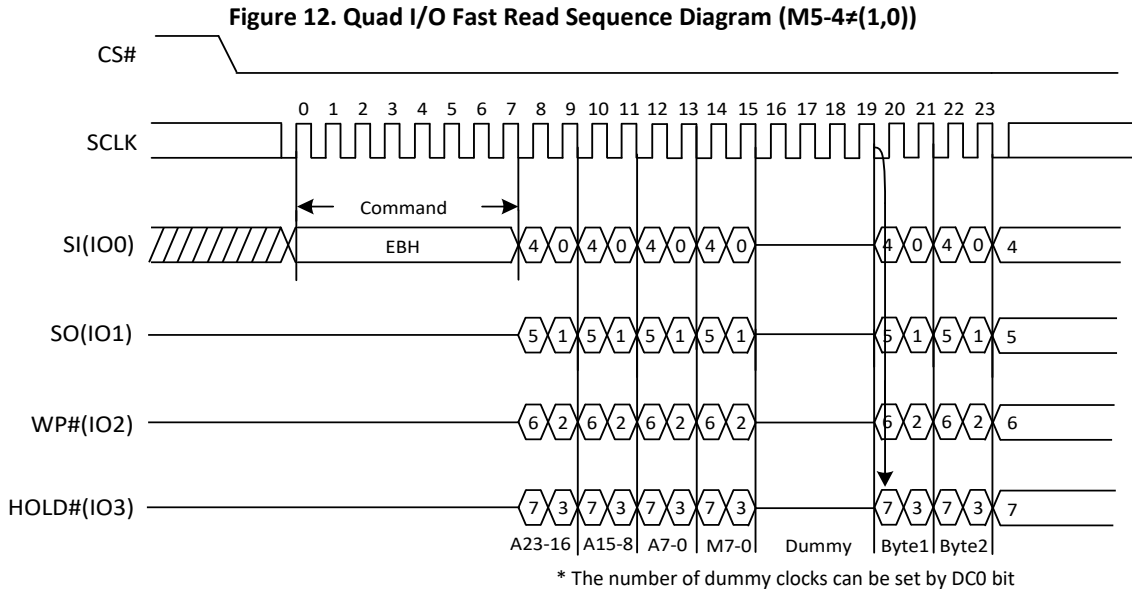 Figure 12. Quad I/O Fast Read Sequence Diagram (M5-4≠(1,0))
CS#
0 1 2 3 4 5 6 7 8 9 10 11 12 13 14 15 16 17 18 19 20 21 22 23
SCLK
Command
SI(IO0) EBH 4 0 4 0 4 0 4 0 4 0 4 0 4
SO(IO1) 5 1 5 1 5 1 5 1 5 1 5 1 5
WP#(IO2) 6 2 6 2 6 2 6 2 6 2 6 2 6
HOLD#(IO3) 7 3 7 3 7 3 7 3 7 3 7 3 7
A23-16 A15-8 A7-0 M7-0 Dummy Byte1 Byte2
* The number of dummy clocks can be set by DC0 bit